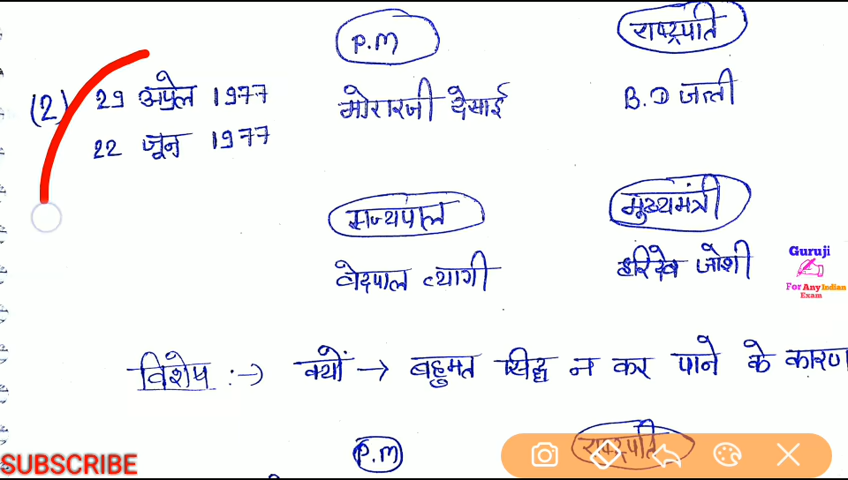 P.M राष्ट्रपति
(2) 29 अप्रेल 1977 मोरारजी देसाई B.D जत्ती
22 जून 1977
राज्यपाल मुख्यमंत्री
वेदपाल त्यागी हरिदेव जोशी
Guruji
For Any Indian
Exam
विशेष :-> क्यों → बहुमत सिद्ध न कर पाने के कारण
P.M राष्ट्रपति
SUBSCRIBE